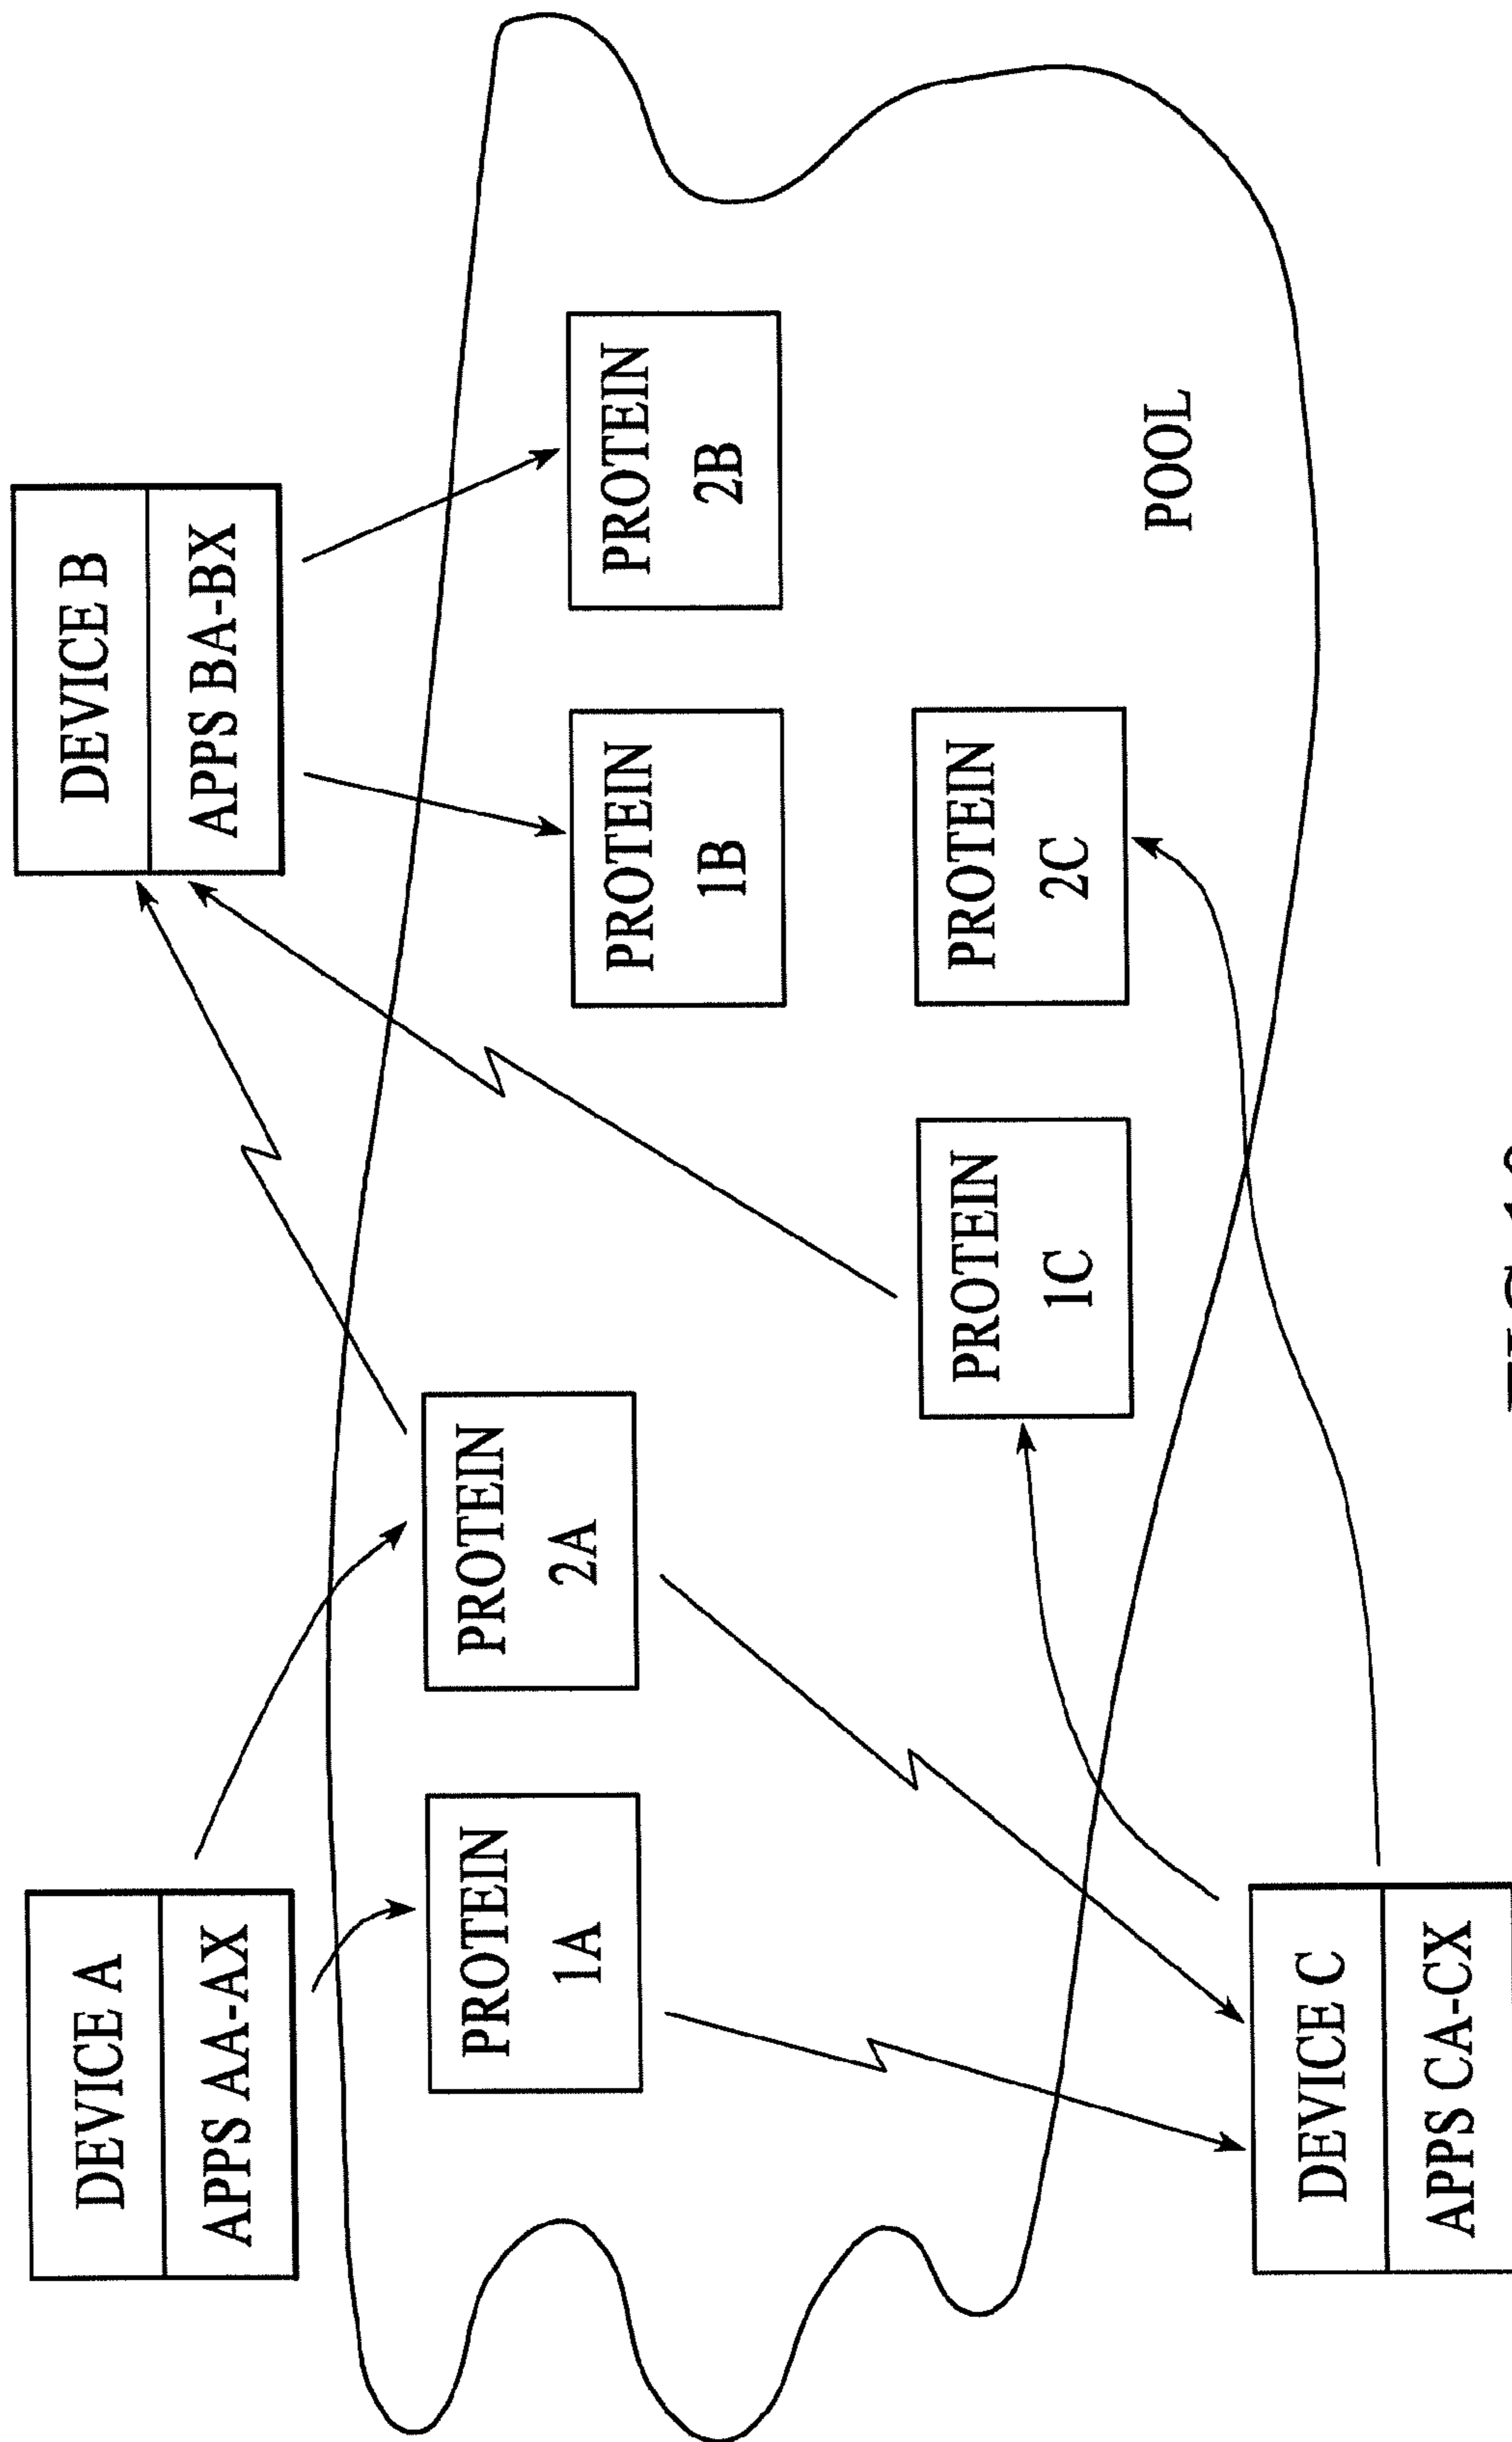 DEVICE A
APPS AA-AX
DEVICE B
APPS BA-BX
PROTEIN
1A
PROTEIN
2A
PROTEIN
1B
PROTEIN
2B
PROTEIN
1C
PROTEIN
2C
POOL
DEVICE C
APPS CA-CX